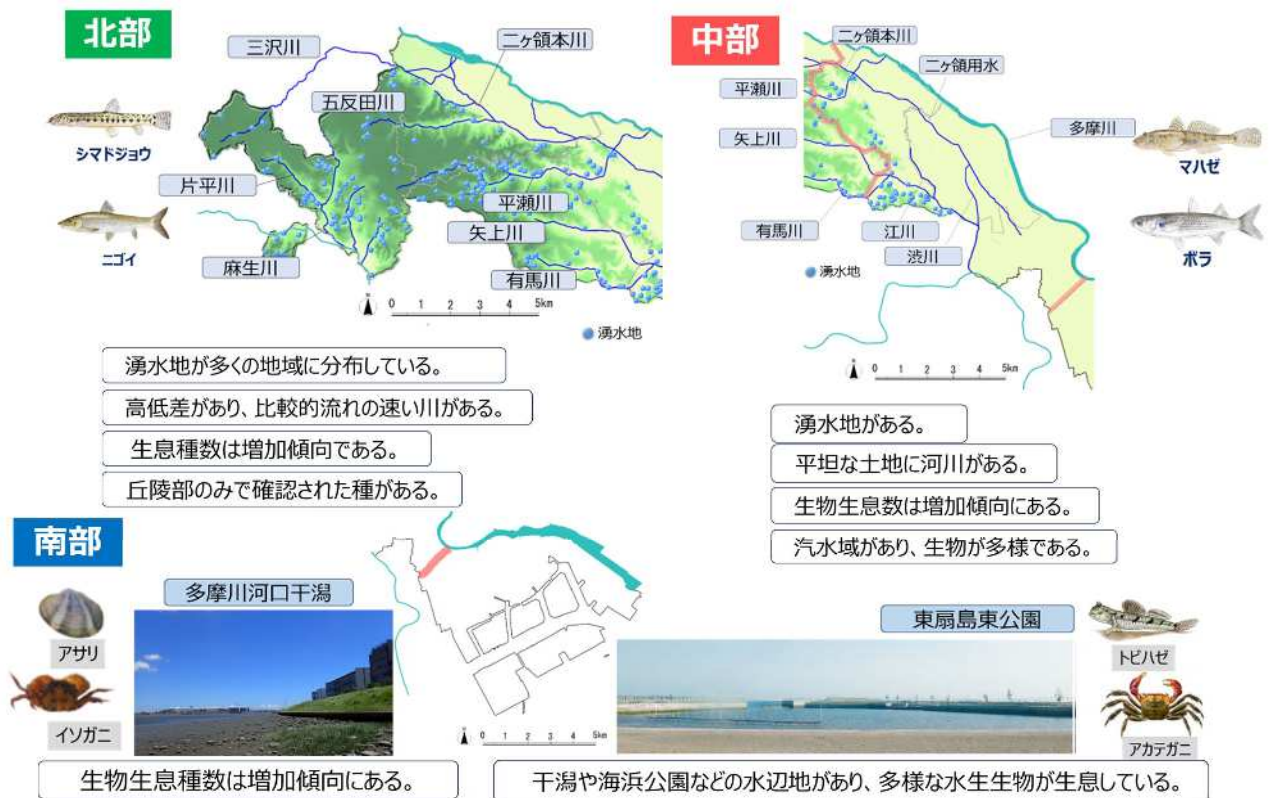 北部
三沢川
二ヶ領本川
五反田川
シマドジョウ
片平川
平瀬川
ニゴイ
矢上川
麻生川
有馬川
0 1 2 3 4 5km
湧水地
湧水地が多くの地域に分布している。
高低差があり、比較的流れの速い川がある。
生息種数は増加傾向である。
丘陵部のみで確認された種がある。
中部
二ヶ領本川
二ヶ領用水
平瀬川
多摩川
矢上川
マハゼ
有馬川
江川
渋川
ボラ
湧水地
0 1 2 3 4 5km
湧水地がある。
平坦な土地に河川がある。
生物生息数は増加傾向にある。
汽水域があり、生物が多様である。
南部
多摩川河口干潟
アサリ
イソガニ
0 1 2 3 4 5km
東扇島東公園
トビハゼ
アカテガニ
生物生息種数は増加傾向にある。
干潟や海浜公園などの水辺地があり、多様な水生生物が生息している。